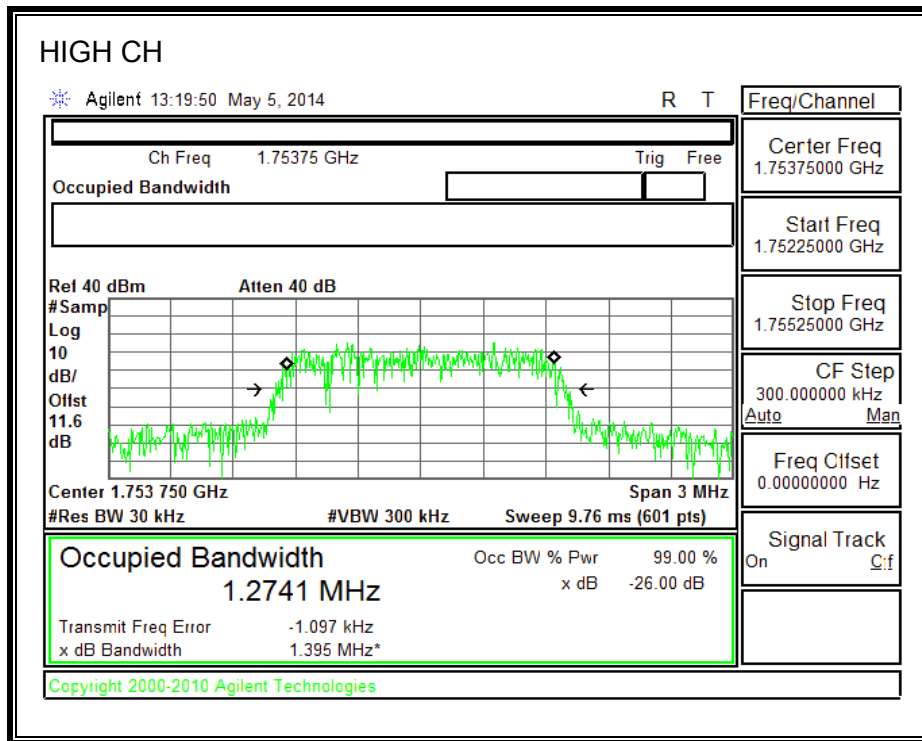 HIGH CH
Agilent 13:19:50 May 5, 2014 R T
Freq/Channel
Ch Freq 1.75375 GHz Trig Free
Occupied Bandwidth
Center Freq
1.75375000 GHz
Start Freq
1.75225000 GHz
Stop Freq
1.75525000 GHz
CF Step
300.000000 kHz
Auto Man
Freq Offset
0.00000000 Hz
Signal Track
On Off
Ref 40 dBm Atten 40 dB
#Samp
Log
10
dB/
Offst
11.6
dB
Center 1.753 750 GHz Span 3 MHz
#Res BW 30 kHz #VBW 300 kHz Sweep 9.76 ms (601 pts)
Occupied Bandwidth Occ BW % Pwr 99.00 %
1.2741 MHz x dB -26.00 dB
Transmit Freq Error -1.097 kHz
x dB Bandwidth 1.395 MHz*
Copyright 2000-2010 Agilent Technologies